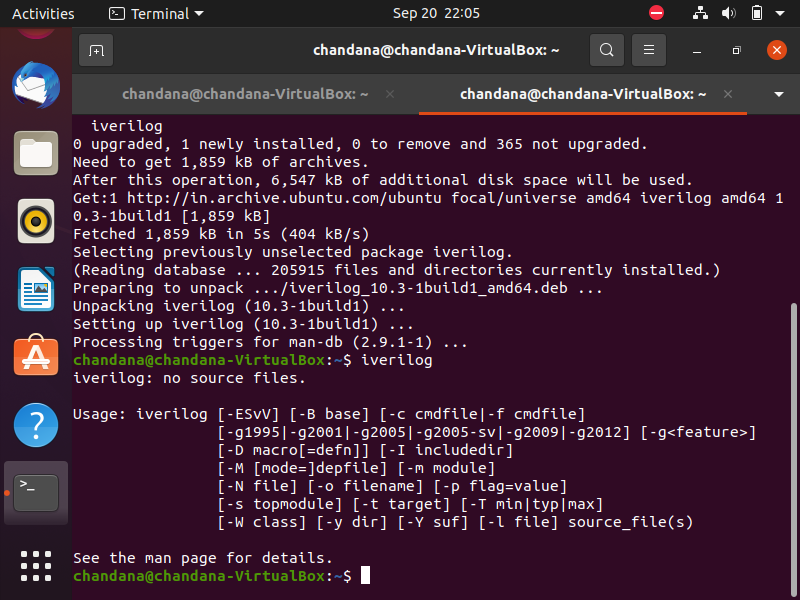 Activities
Terminal
Sep 20 22:05
chandana@chandana-VirtualBox: ~
chandana@chandana-VirtualBox: ~
chandana@chandana-VirtualBox: ~
iverilog
0 upgraded, 1 newly installed, 0 to remove and 365 not upgraded.
Need to get 1,859 kB of archives.
After this operation, 6,547 kB of additional disk space will be used.
Get:1 http://in.archive.ubuntu.com/ubuntu focal/universe amd64 iverilog amd64 1
0.3-1build1 [1,859 kB]
Fetched 1,859 kB in 5s (404 kB/s)
Selecting previously unselected package iverilog.
(Reading database ... 205915 files and directories currently installed.)
Preparing to unpack .../iverilog_10.3-1build1_amd64.deb ...
Unpacking iverilog (10.3-1build1) ...
Setting up iverilog (10.3-1build1) ...
Processing triggers for man-db (2.9.1-1) ...
chandana@chandana-VirtualBox:~$ iverilog
iverilog: no source files.
Usage: iverilog [-ESvV] [-B base] [-c cmdfile|-f cmdfile]
[-g1995|-g2001|-g2005|-g2005-sv|-g2009|-g2012] [-g<feature>]
[-D macro[=defn]] [-I includedir]
[-M [mode=]depfile] [-m module]
[-N file] [-o filename] [-p flag=value]
[-s topmodule] [-t target] [-T min|typ|max]
[-W class] [-y dir] [-Y suf] [-l file] source_file(s)
See the man page for details.
chandana@chandana-VirtualBox:~$